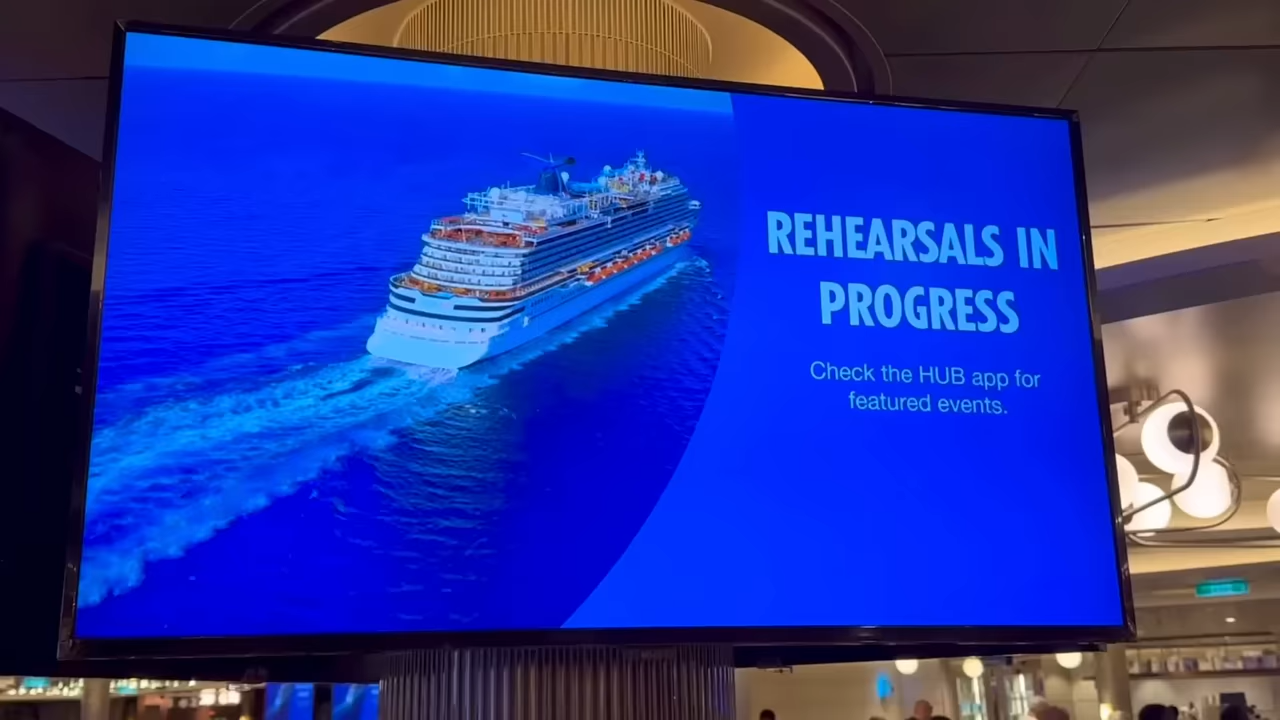 REHEARSALS IN
PROGRESS
Check the HUB app for
featured events.